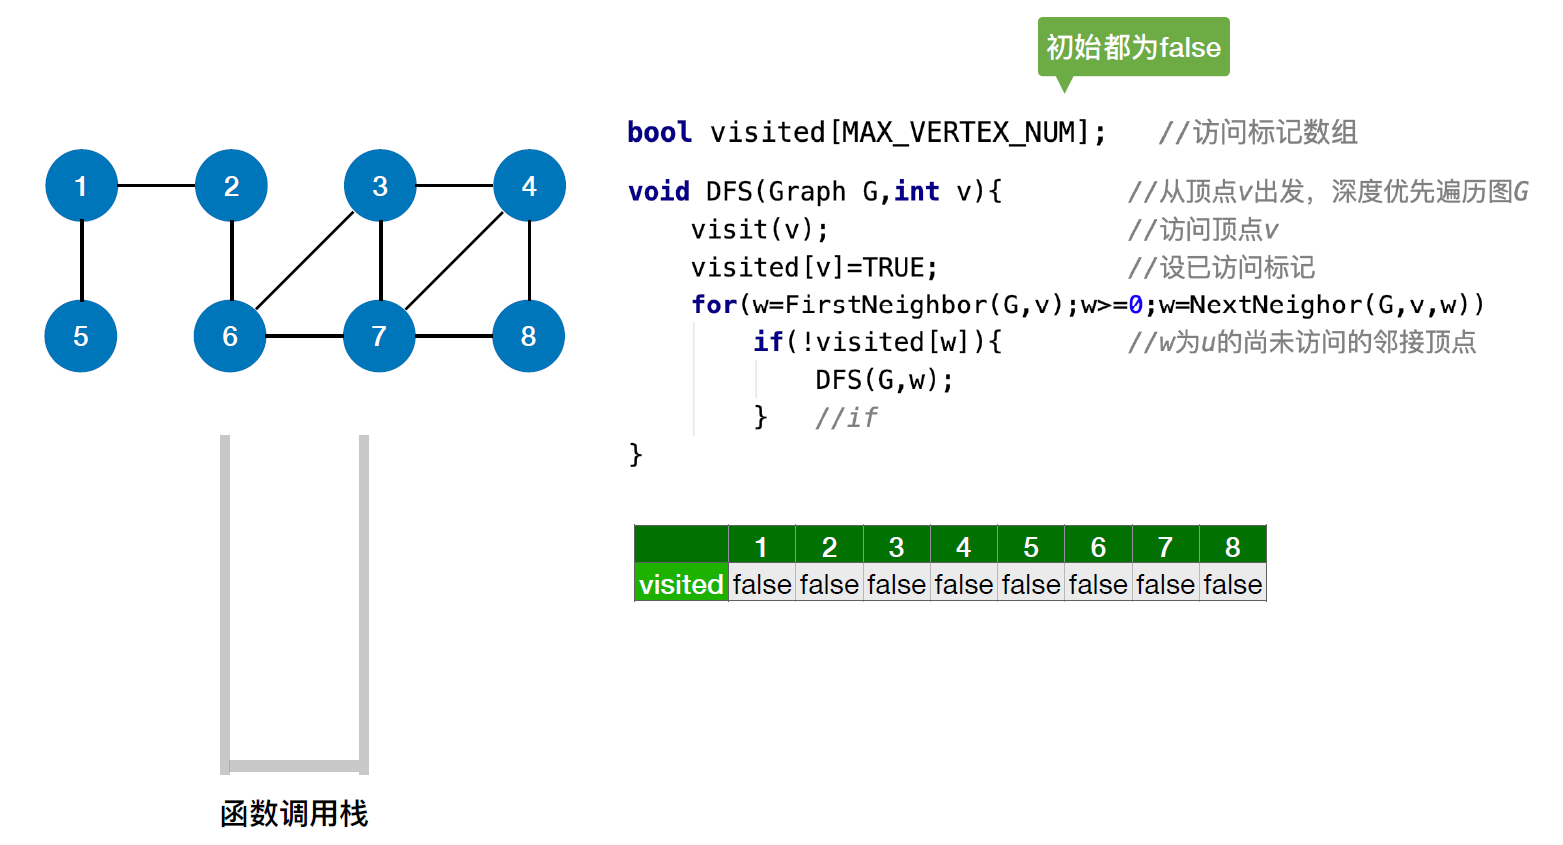 初始都为false
bool visited[MAX_VERTEX_NUM];   //访问标记数组
void DFS(Graph G,int v){   //从顶点v出发，深度优先遍历图G
visit(v);   //访问顶点v
visited[v]=TRUE;   //设已访问标记
for(w=FirstNeighbor(G,v);w>=0;w=NextNeighor(G,v,w))
if(!visited[w]){   //w为u的尚未访问的邻接顶点
DFS(G,w);
}   //if
}
1 2 3 4
5 6 7 8
1 2 3 4 5 6 7 8
visited false false false false false false false false
函数调用栈